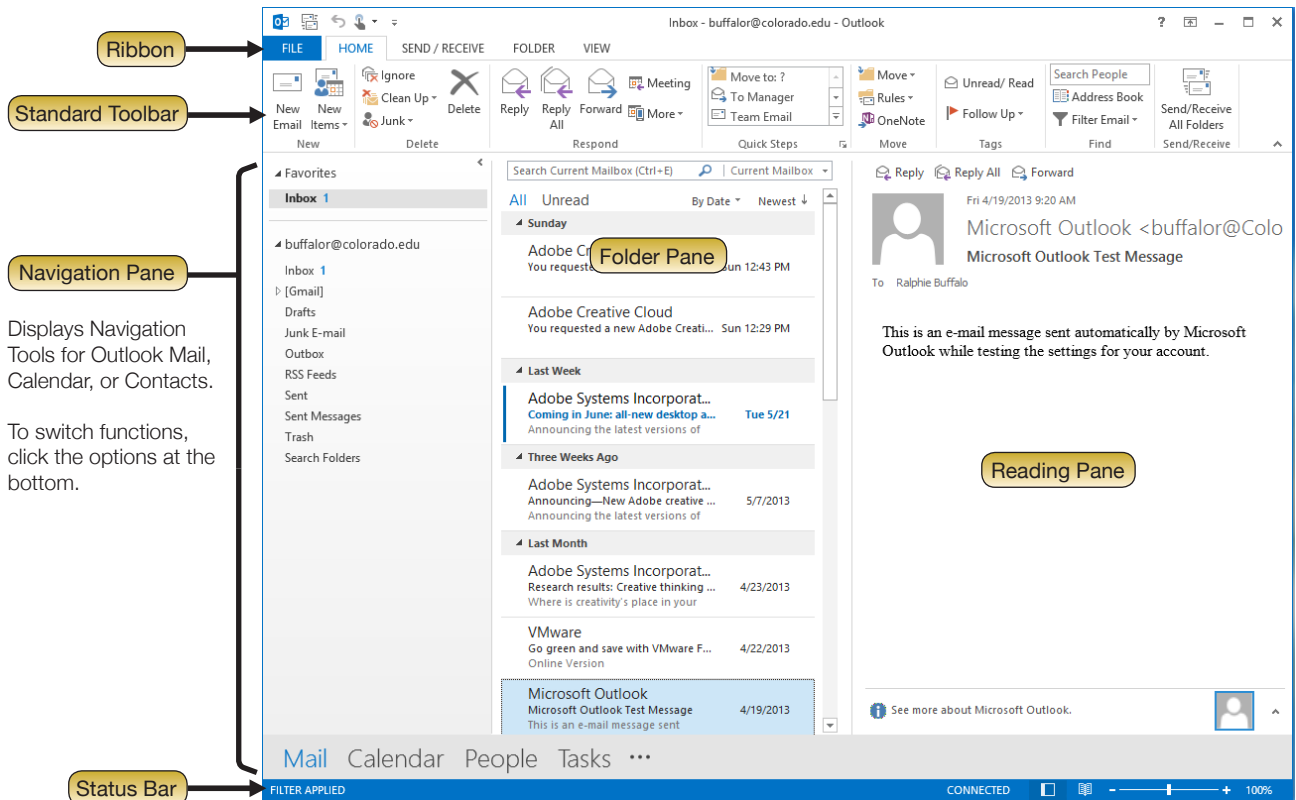 Inbox - buffalor@colorado.edu - Outlook
?
Ribbon
FILE HOME SEND / RECEIVE FOLDER VIEW
Standard Toolbar
New Email
New Items
New
Ignore
Clean Up
Junk
Delete
Delete
Reply
Reply All
Forward
Meeting
More
Respond
Move to: ?
To Manager
Team Email
Quick Steps
Move
Rules
OneNote
Move
Unread/ Read
Follow Up
Tags
Search People
Address Book
Filter Email
Find
Send/Receive All Folders
Send/Receive
Navigation Pane
Displays Navigation
Tools for Outlook Mail,
Calendar, or Contacts.
To switch functions,
click the options at the
bottom.
Favorites
Inbox 1
buffalor@colorado.edu
Inbox 1
[Gmail]
Drafts
Junk E-mail
Outbox
RSS Feeds
Sent
Sent Messages
Trash
Search Folders
Search Current Mailbox (Ctrl+E) Current Mailbox
All Unread By Date Newest ↓
Sunday
Folder Pane
Adobe Cr
You requeste un 12:43 PM
Adobe Creative Cloud
You requested a new Adobe Creati... Sun 12:29 PM
Last Week
Adobe Systems Incorporat...
Coming in June: all-new desktop a... Tue 5/21
Announcing the latest versions of
Three Weeks Ago
Adobe Systems Incorporat...
Announcing—New Adobe creative ... 5/7/2013
Announcing the latest versions of
Last Month
Adobe Systems Incorporat...
Research results: Creative thinking ... 4/23/2013
Where is creativity's place in your
VMware
Go green and save with VMware F... 4/22/2013
Online Version
Microsoft Outlook
Microsoft Outlook Test Message 4/19/2013
This is an e-mail message sent
Reply Reply All Forward
Fri 4/19/2013 9:20 AM
Microsoft Outlook <buffalor@Colo
Microsoft Outlook Test Message
To Ralphie Buffalo
This is an e-mail message sent automatically by Microsoft
Outlook while testing the settings for your account.
Reading Pane
See more about Microsoft Outlook.
Mail Calendar People Tasks •••
Status Bar
FILTER APPLIED CONNECTED - + 100%